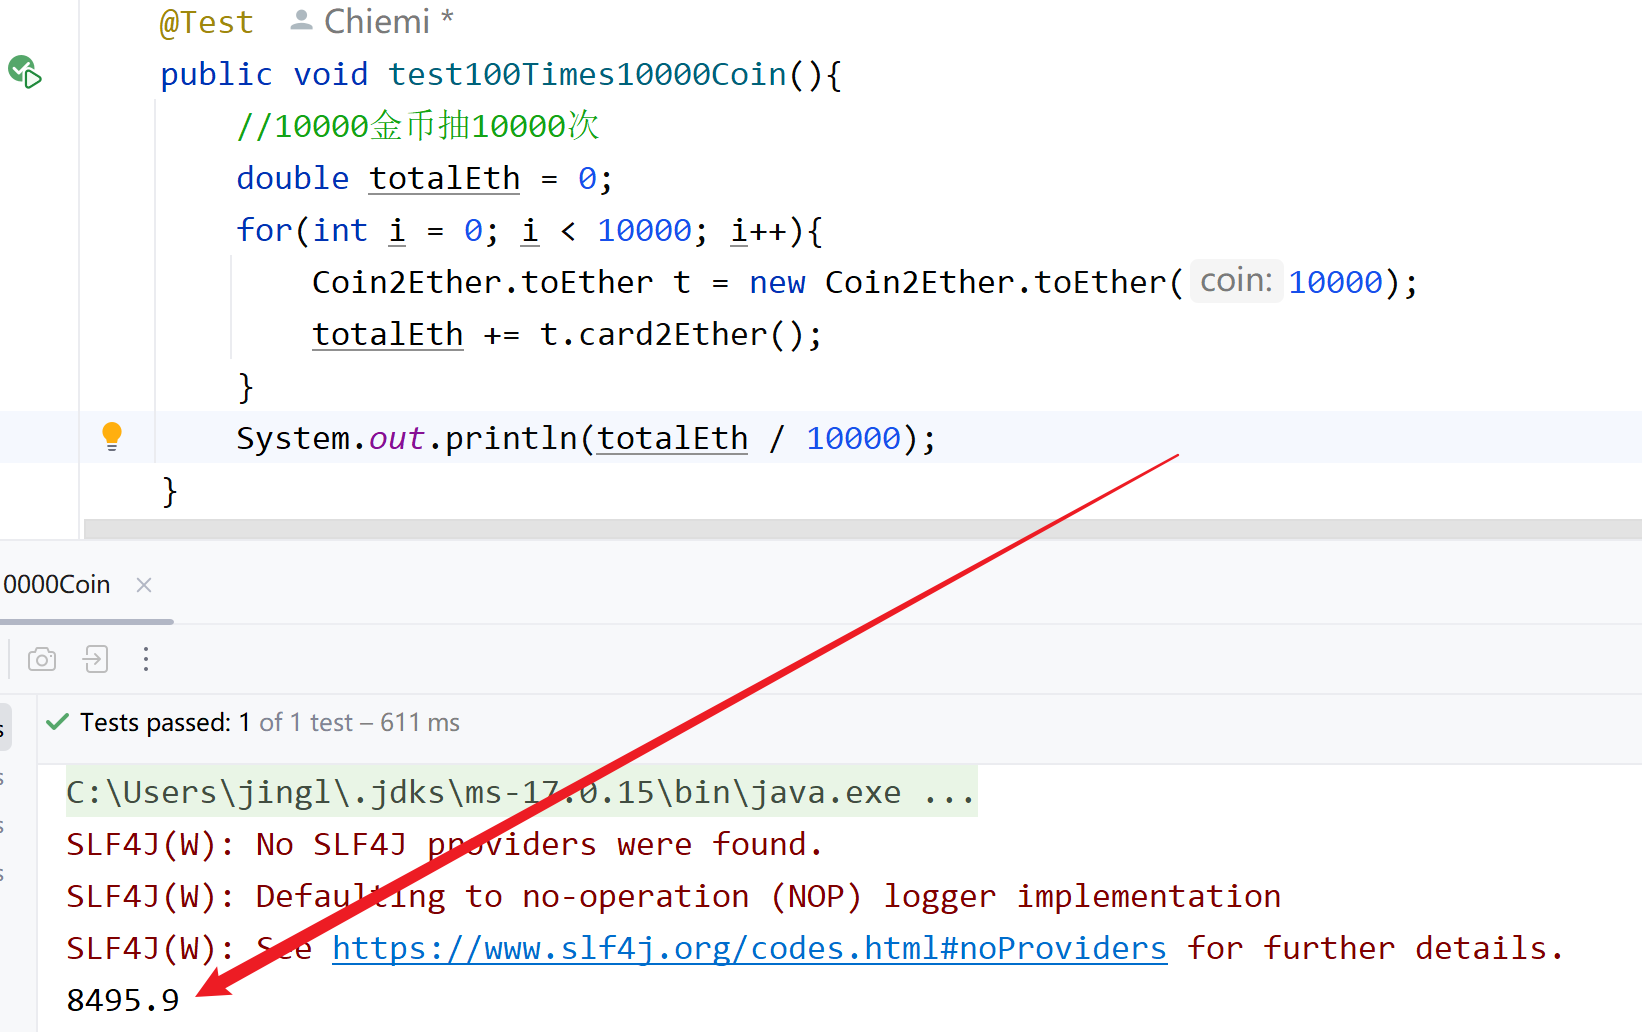 @Test Chiemi *
public void test100Times10000Coin(){
//10000金币抽10000次
double totalEth = 0;
for(int i = 0; i < 10000; i++){
Coin2Ether.toEther t = new Coin2Ether.toEther( coin: 10000);
totalEth += t.card2Ether();
}
System.out.println(totalEth / 10000);
}
0000Coin
Tests passed: 1 of 1 test – 611 ms
C:\Users\jingl\.jdks\ms-17.0.15\bin\java.exe ...
SLF4J(W): No SLF4J providers were found.
SLF4J(W): Defaulting to no-operation (NOP) logger implementation
SLF4J(W): See https://www.slf4j.org/codes.html#noProviders for further details.
8495.9